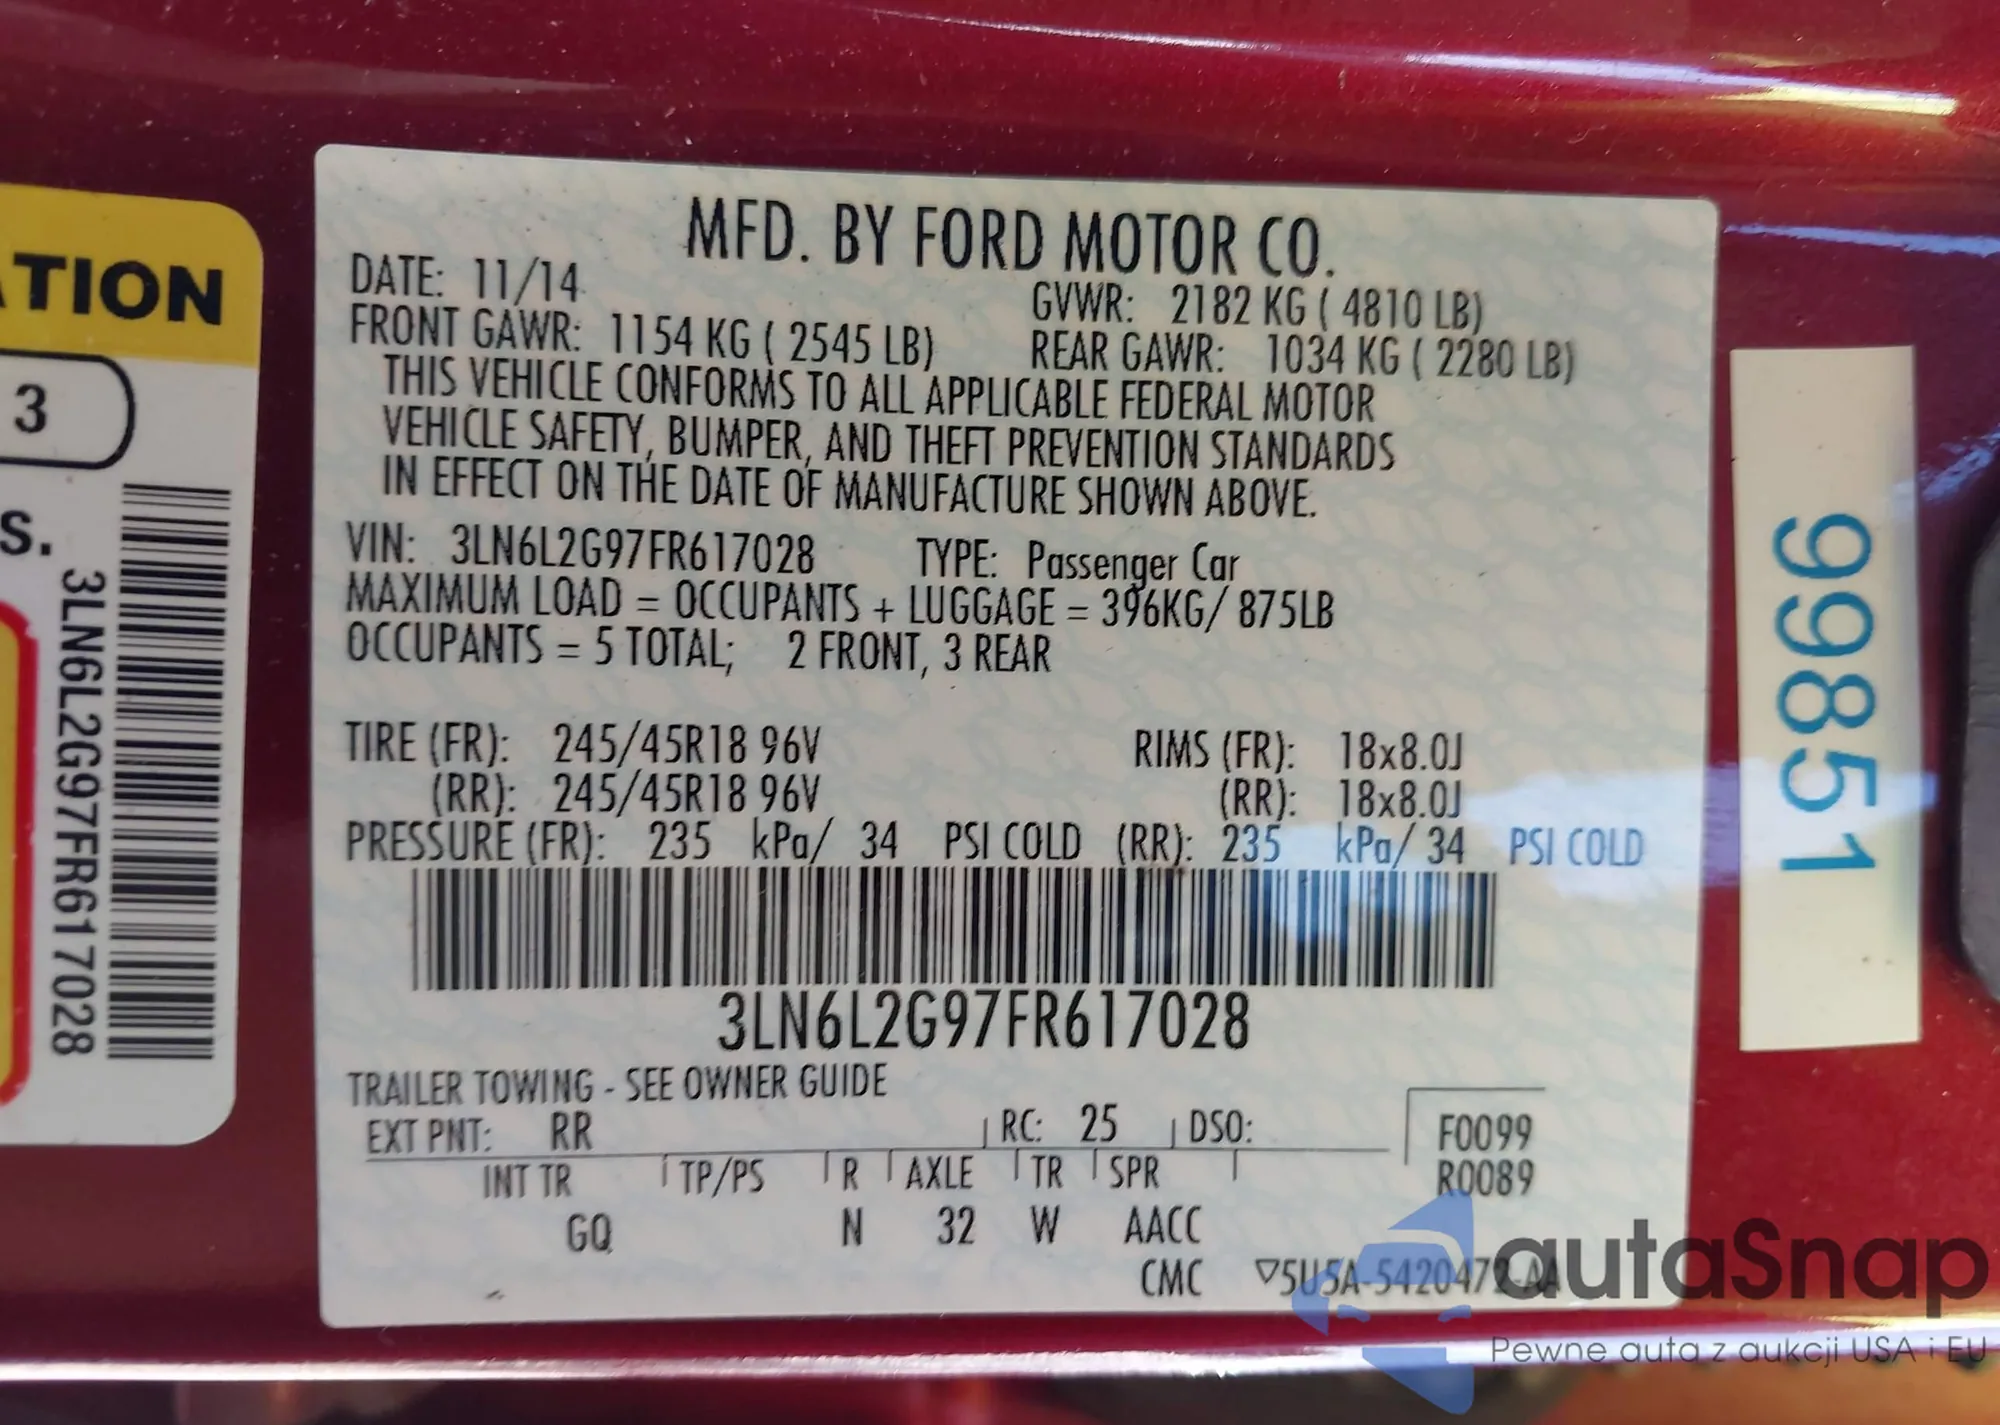 MFD. BY FORD MOTOR CO.
DATE: 11/14
GVWR: 2182 KG ( 4810 LB)
FRONT GAWR: 1154 KG ( 2545 LB)
REAR GAWR: 1034 KG ( 2280 LB)
THIS VEHICLE CONFORMS TO ALL APPLICABLE FEDERAL MOTOR
VEHICLE SAFETY, BUMPER, AND THEFT PREVENTION STANDARDS
IN EFFECT ON THE DATE OF MANUFACTURE SHOWN ABOVE.
VIN: 3LN6L2G97FR617028 TYPE: Passenger Car
MAXIMUM LOAD = OCCUPANTS + LUGGAGE = 396KG/ 875LB
OCCUPANTS = 5 TOTAL; 2 FRONT, 3 REAR
TIRE (FR): 245/45R18 96V RIMS (FR): 18x8.0J
(RR): 245/45R18 96V (RR): 18x8.0J
PRESSURE (FR): 235 kPa/ 34 PSI COLD (RR): 235 kPa/ 34 PSI COLD
3LN6L2G97FR617028
TRAILER TOWING - SEE OWNER GUIDE
EXT PNT: RR RC: 25 DSO: F0099
INT TR TP/PS R AXLE TR SPR R0089
GQ N 32 W AACC
CMC ▽5U5A-5420472-AA
ATION
3
S.
3LN6L2G97FR617028
99851
autaSnap
Pewne auta z aukcji USA i EU